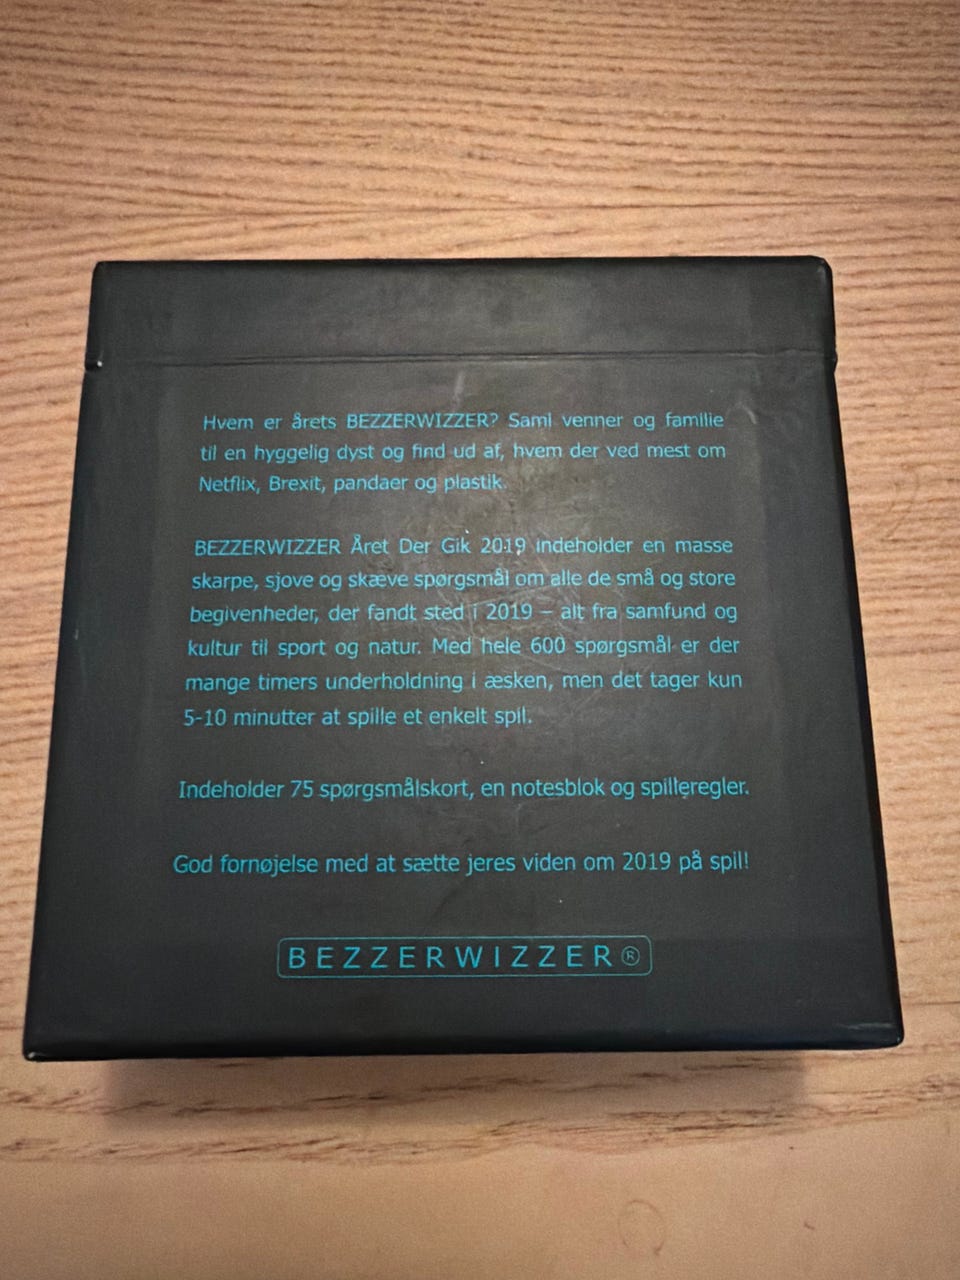 Hvem er årets BEZZERWIZZER? Saml venner og familie
til en hyggelig dyst og find ud af, hvem der ved mest om
Netflix, Brexit, pandaer og plastik.
BEZZERWIZZER Året Der Gik 2019 indeholder en masse
skarpe, sjove og skæve spørgsmål om alle de små og store
begivenheder, der fandt sted i 2019 – alt fra samfund og
kultur til sport og natur. Med hele 600 spørgsmål er der
mange timers underholdning i æsken, men det tager kun
5-10 minutter at spille et enkelt spil.
Indeholder 75 spørgsmålskort, en notesblok og spilleregler.
God fornøjelse med at sætte jeres viden om 2019 på spil!
BEZZERWIZZER®